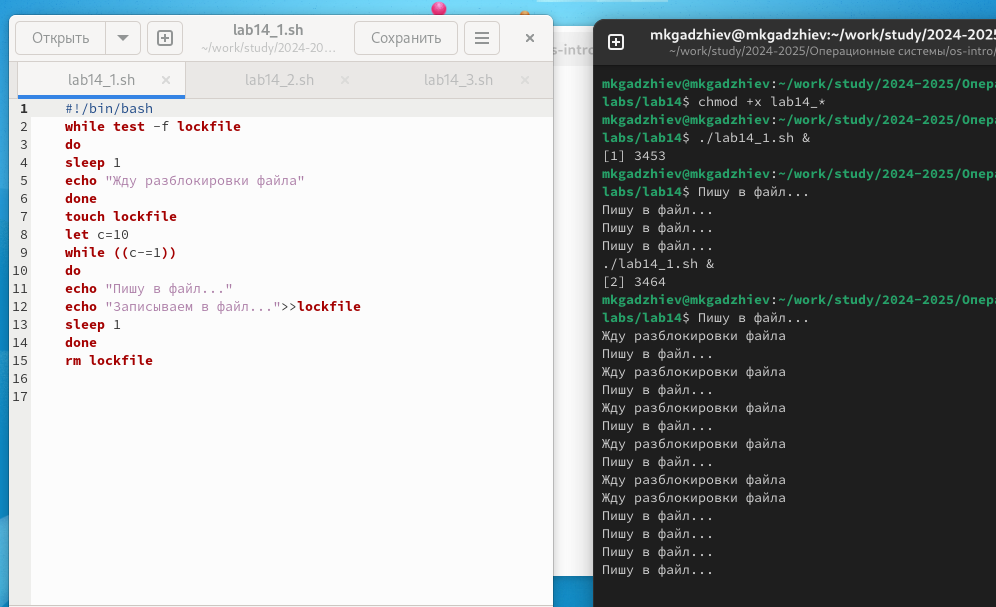 Открыть
lab14_1.sh
~/work/study/2024-20...
Сохранить
lab14_1.sh
lab14_2.sh
lab14_3.sh
1 #!/bin/bash
2 while test -f lockfile
3 do
4 sleep 1
5 echo "Жду разблокировки файла"
6 done
7 touch lockfile
8 let c=10
9 while ((c-=1))
10 do
11 echo "Пишу в файл..."
12 echo "Записываем в файл...">>lockfile
13 sleep 1
14 done
15 rm lockfile
16
17
s-intro
mkgadzhiev@mkgadzhiev:~/work/study/2024-2025
~/work/study/2024-2025/Операционные системы/os-intro/
mkgadzhiev@mkgadzhiev:~/work/study/2024-2025/Опера
labs/lab14$ chmod +x lab14_*
mkgadzhiev@mkgadzhiev:~/work/study/2024-2025/Опера
labs/lab14$ ./lab14_1.sh &
[1] 3453
mkgadzhiev@mkgadzhiev:~/work/study/2024-2025/Опера
labs/lab14$ Пишу в файл...
Пишу в файл...
Пишу в файл...
Пишу в файл...
./lab14_1.sh &
[2] 3464
mkgadzhiev@mkgadzhiev:~/work/study/2024-2025/Опера
labs/lab14$ Пишу в файл...
Жду разблокировки файла
Пишу в файл...
Жду разблокировки файла
Пишу в файл...
Жду разблокировки файла
Пишу в файл...
Жду разблокировки файла
Пишу в файл...
Жду разблокировки файла
Жду разблокировки файла
Пишу в файл...
Пишу в файл...
Пишу в файл...
Пишу в файл...